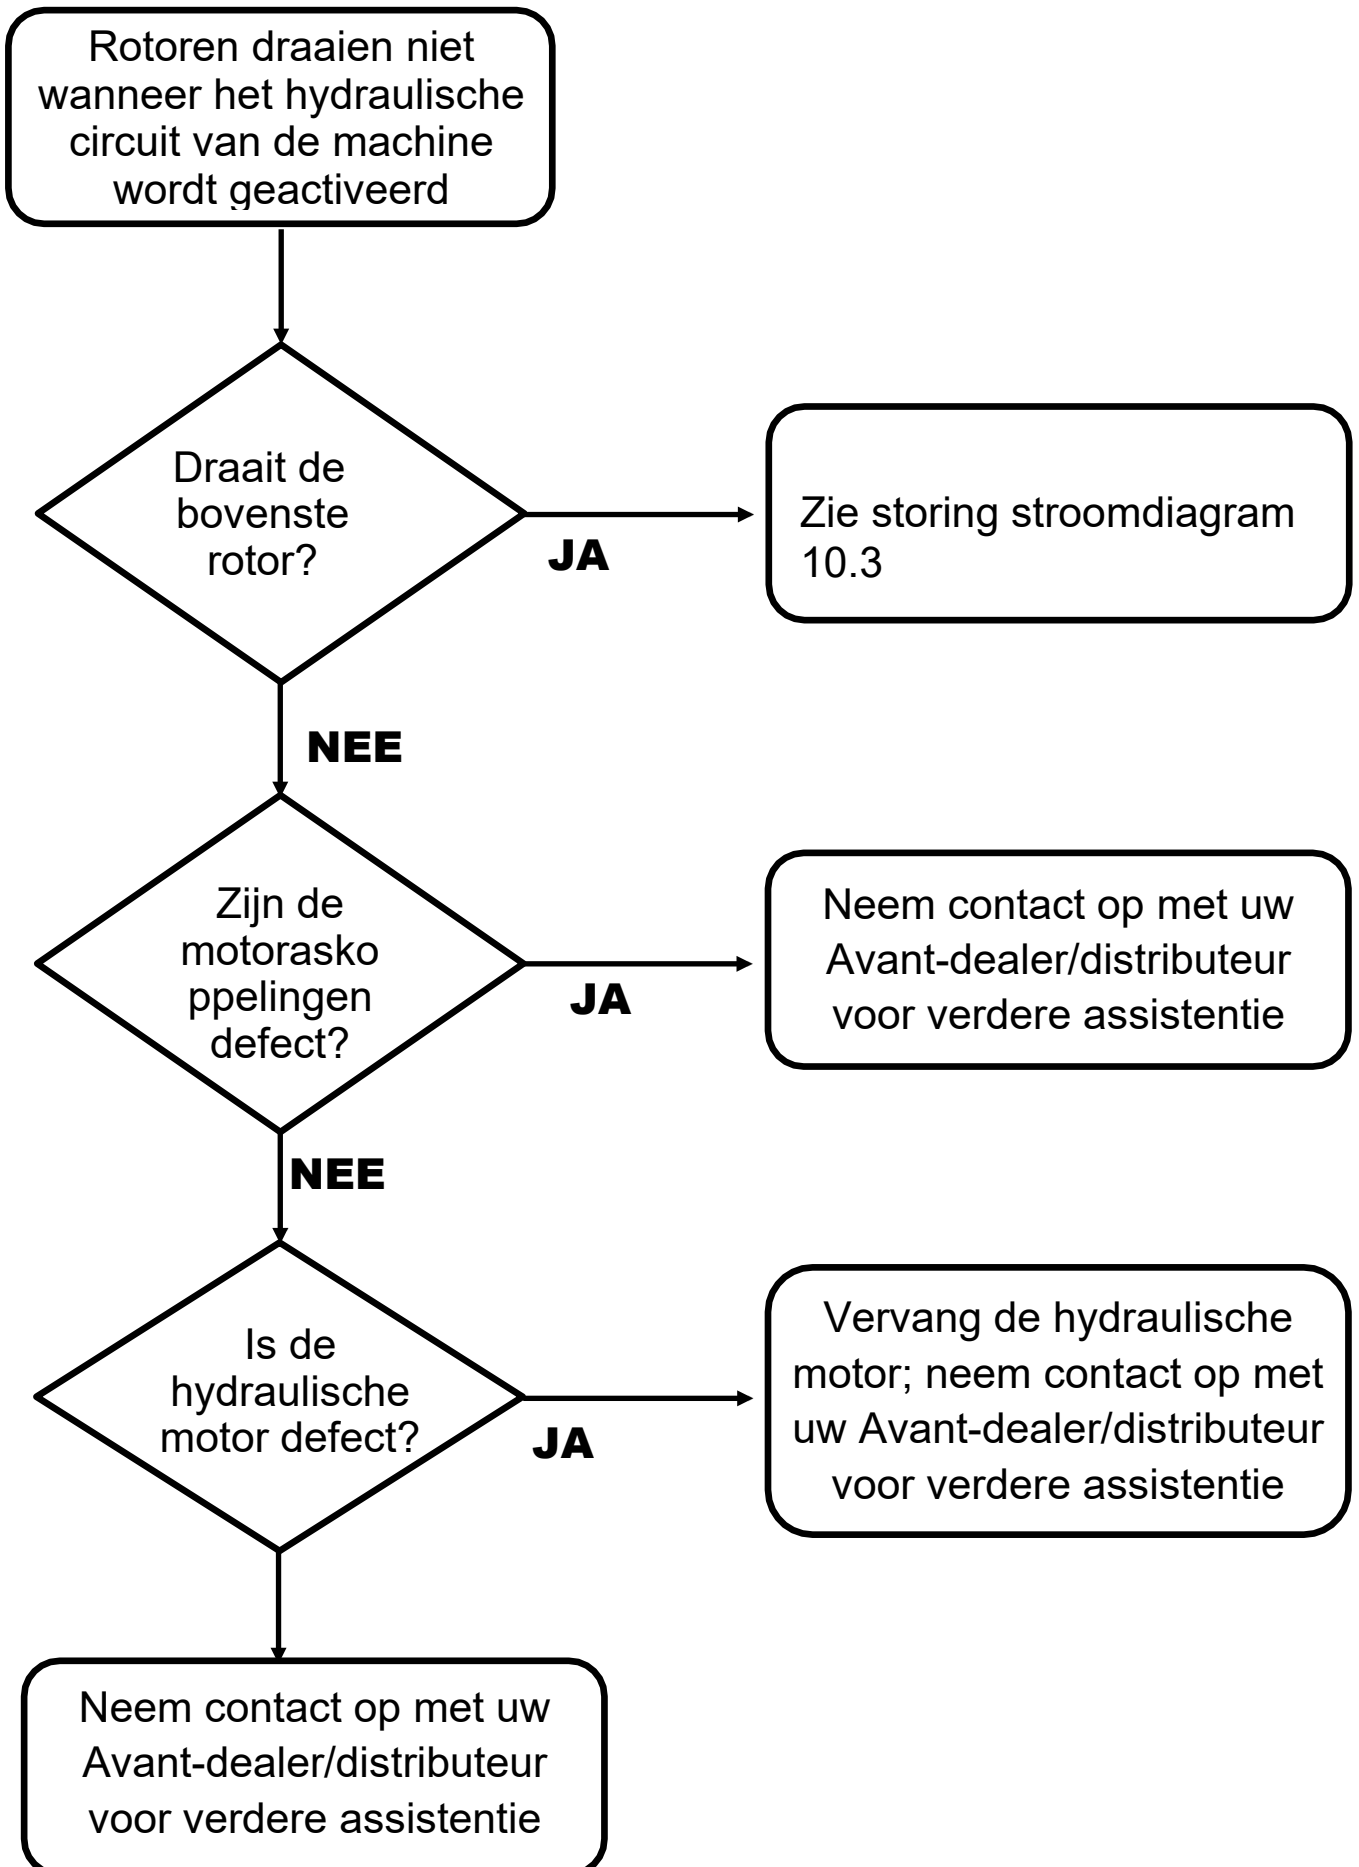 Rotoren draaien niet
wanneer het hydraulische
circuit van de machine
wordt geactiveerd
Draait de
bovenste
rotor?
JA
Zie storing stroomdiagram
10.3
NEE
Zijn de
motorasko
ppelingen
defect?
JA
Neem contact op met uw
Avant-dealer/distributeur
voor verdere assistentie
NEE
Is de
hydraulische
motor defect?
JA
Vervang de hydraulische
motor; neem contact op met
uw Avant-dealer/distributeur
voor verdere assistentie
Neem contact op met uw
Avant-dealer/distributeur
voor verdere assistentie